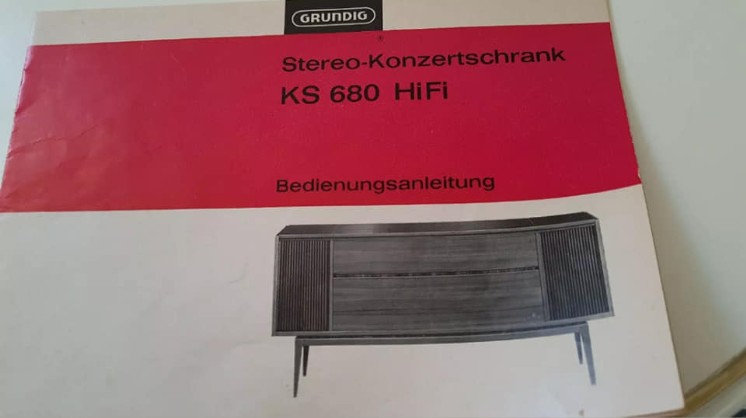 GRUNDIG
Stereo-Konzertschrank
KS 680 HiFi
Bedienungsanleitung